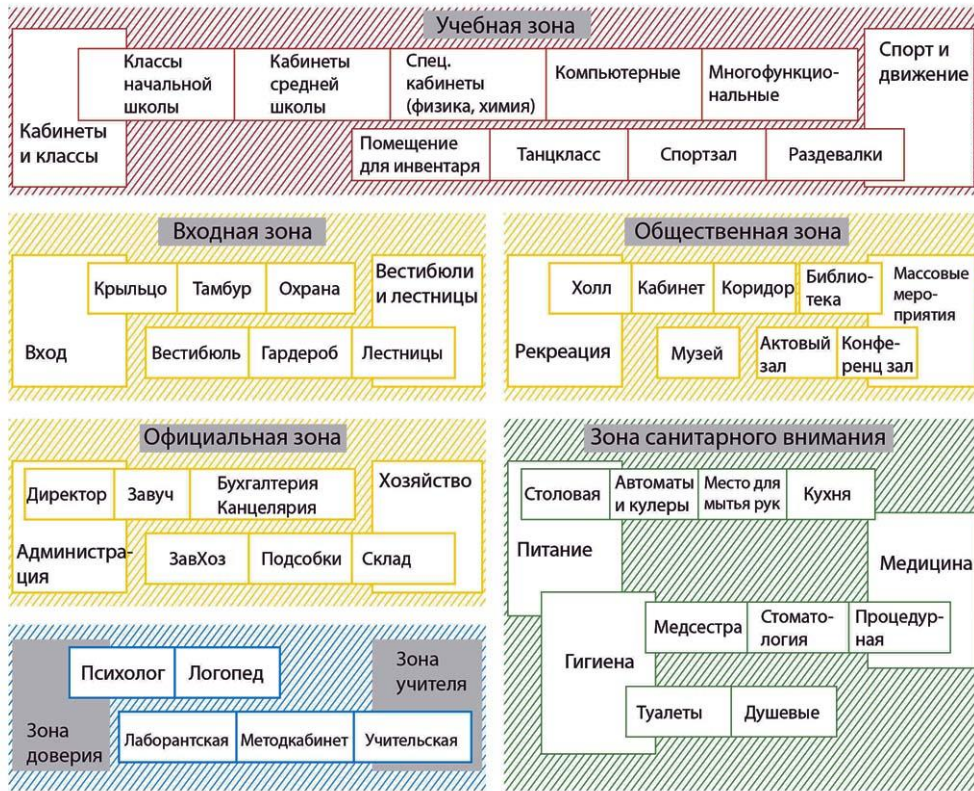 Учебная зона
Кабинеты
и классы
Классы
начальной
школы
Кабинеты
средней
школы
Спец.
кабинеты
(физика, химия)
Компьютерные
Многофункцио-
нальные
Спорт и
движение
Помещение
для инвентаря
Танцкласс
Спортзал
Раздевалки
Входная зона
Вход
Крыльцо
Тамбур
Охрана
Вестибюли
и лестницы
Вестибюль
Гардероб
Лестницы
Общественная зона
Рекреация
Холл
Кабинет
Коридор
Библио-
тека
Массовые
меро-
приятия
Музей
Актовый
зал
Конфе-
ренц зал
Официальная зона
Директор
Завуч
Бухгалтерия
Канцелярия
Хозяйство
Администра-
ция
ЗавХоз
Подсобки
Склад
Зона санитарного внимания
Столовая
Автоматы
и кулеры
Место для
мытья рук
Кухня
Питание
Медицина
Медсестра
Стомато-
логия
Процедур-
ная
Гигиена
Туалеты
Душевые
Психолог
Логопед
Зона
учителя
Зона
доверия
Лаборантская
Методкабинет
Учительская